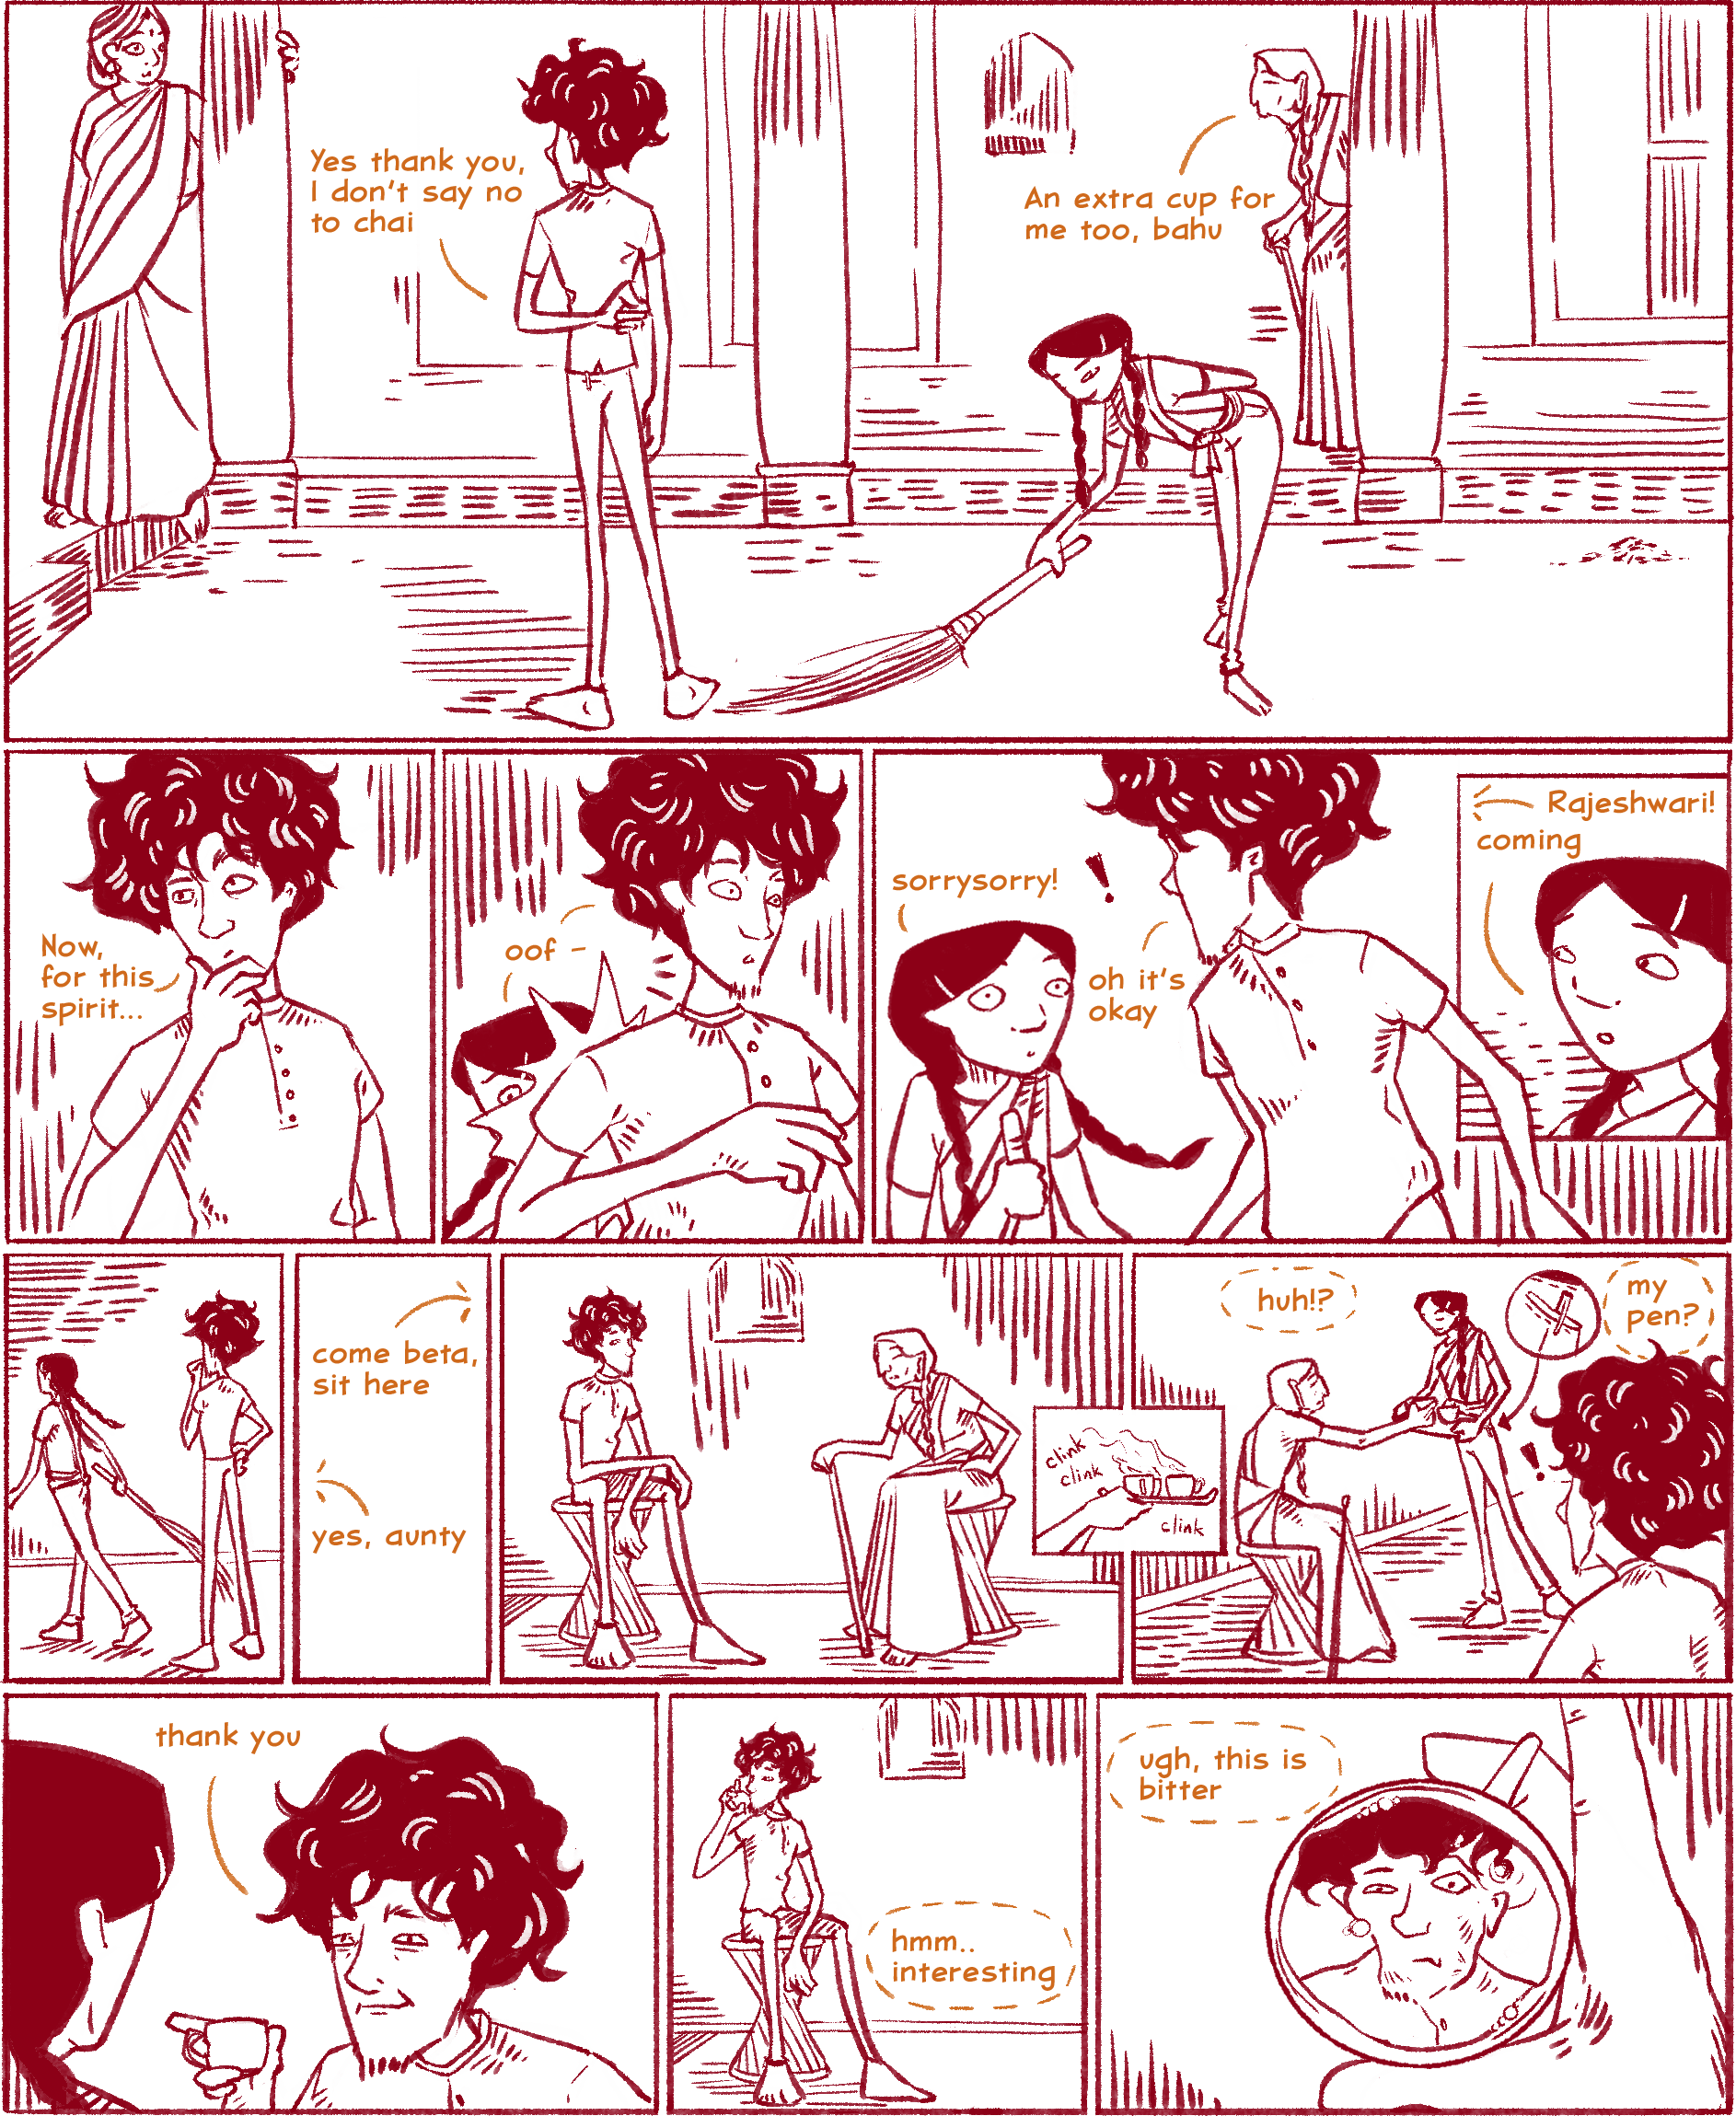 Yes thank you,
I don't say no
to chai
An extra cup for
me too, bahu
Now,
for this
spirit...
oof -
sorrysorry!
!
oh it's
okay
Rajeshwari!
coming
come beta,
sit here
yes, aunty
clink
clink
clink
huh!?
my
pen?
!
thank you
hmm..
interesting
ugh, this is
bitter